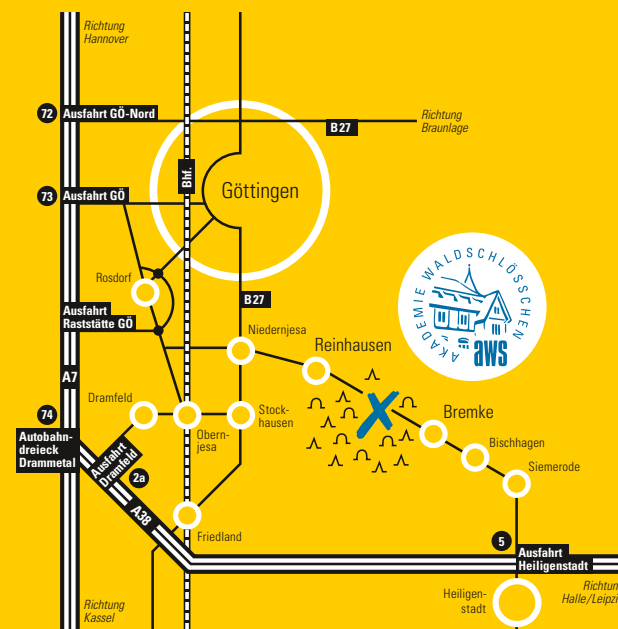 Richtung
Hannover
72 Ausfahrt GÖ-Nord
B27
Richtung
Braunlage
Bhf.
73 Ausfahrt GÖ
Göttingen
AKADEMIE WALDSCHLÖSSCHEN
aws
Rosdorf
B27
Ausfahrt
Raststätte GÖ
Niedernjesa
Reinhausen
A7
74
Autobahn-
dreieck
Drammetal
Dramfeld
Obern-
jesa
Stock-
hausen
Bremke
Ausfahrt
Dramfeld
2a
Bischhagen
Siemerode
A38
Friedland
5
Ausfahrt
Heiligenstadt
Heiligen-
stadt
Richtun
Halle/Leipzi
Richtung
Kassel